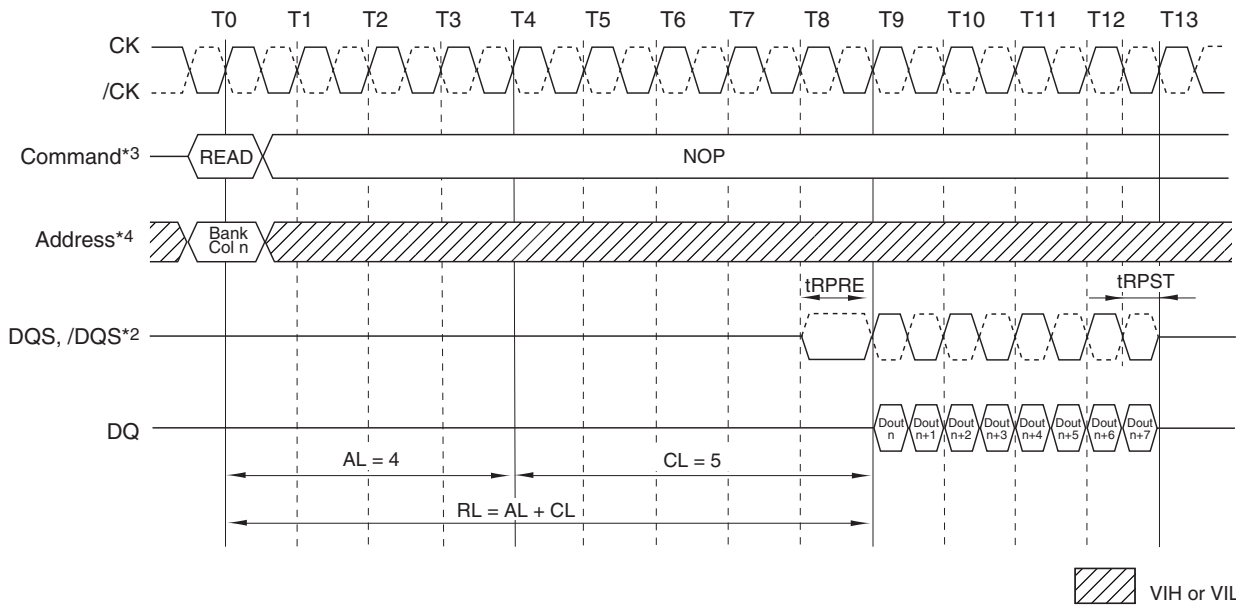 T0 T1 T2 T3 T4 T5 T6 T7 T8 T9 T10 T11 T12 T13
CK
/CK
Command*3 READ NOP
Address*4 Bank Col n
tRPRE tRPST
DQS, /DQS*2
DQ Dout n Dout n+1 Dout n+2 Dout n+3 Dout n+4 Dout n+5 Dout n+6 Dout n+7
AL = 4 CL = 5
RL = AL + CL
VIH or VIL